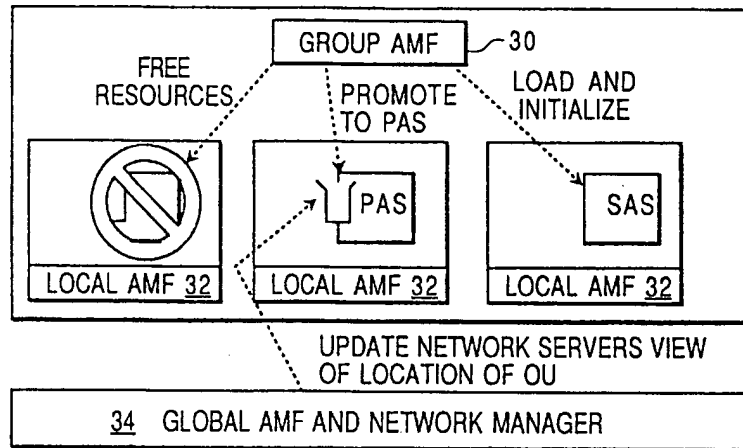 GROUP AMF
30
FREE
RESOURCES
PROMOTE
TO PAS
LOAD AND
INITIALIZE
PAS
SAS
LOCAL AMF 32
LOCAL AMF 32
LOCAL AMF 32
UPDATE NETWORK SERVERS VIEW
OF LOCATION OF OU
34 GLOBAL AMF AND NETWORK MANAGER